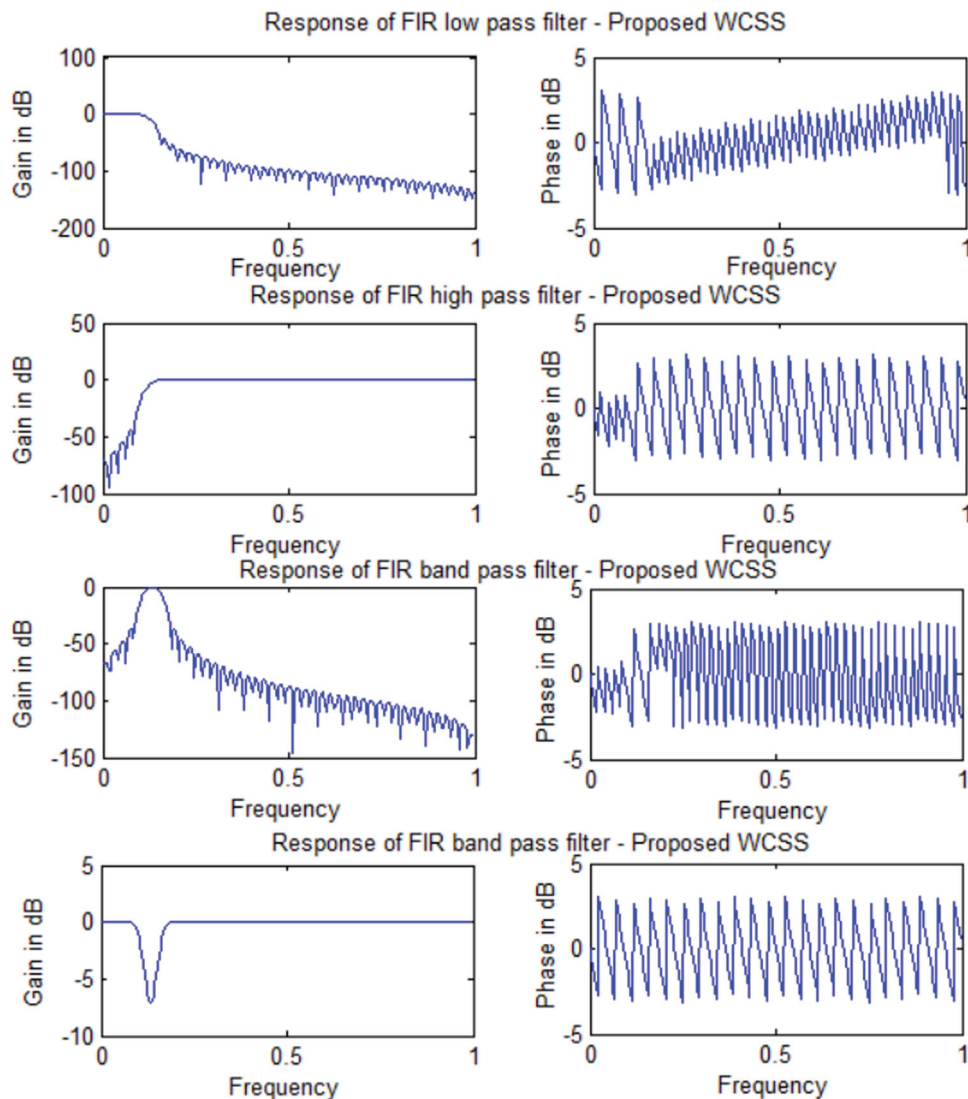 Response of FIR low pass filter - Proposed WCSS
Gain in dB
100
0
-100
-200
0
0.5
1
Frequency
Phase in dB
5
0
-5
0
0.5
1
Frequency
Response of FIR high pass filter - Proposed WCSS
Gain in dB
50
0
-50
-100
0
0.5
1
Frequency
Phase in dB
5
0
-5
0
0.5
1
Frequency
Response of FIR band pass filter - Proposed WCSS
Gain in dB
0
-50
-100
-150
0
0.5
1
Frequency
Phase in dB
5
0
-5
0
0.5
1
Frequency
Response of FIR band pass filter - Proposed WCSS
Gain in dB
5
0
-5
-10
0
0.5
1
Frequency
Phase in dB
5
0
-5
0
0.5
1
Frequency